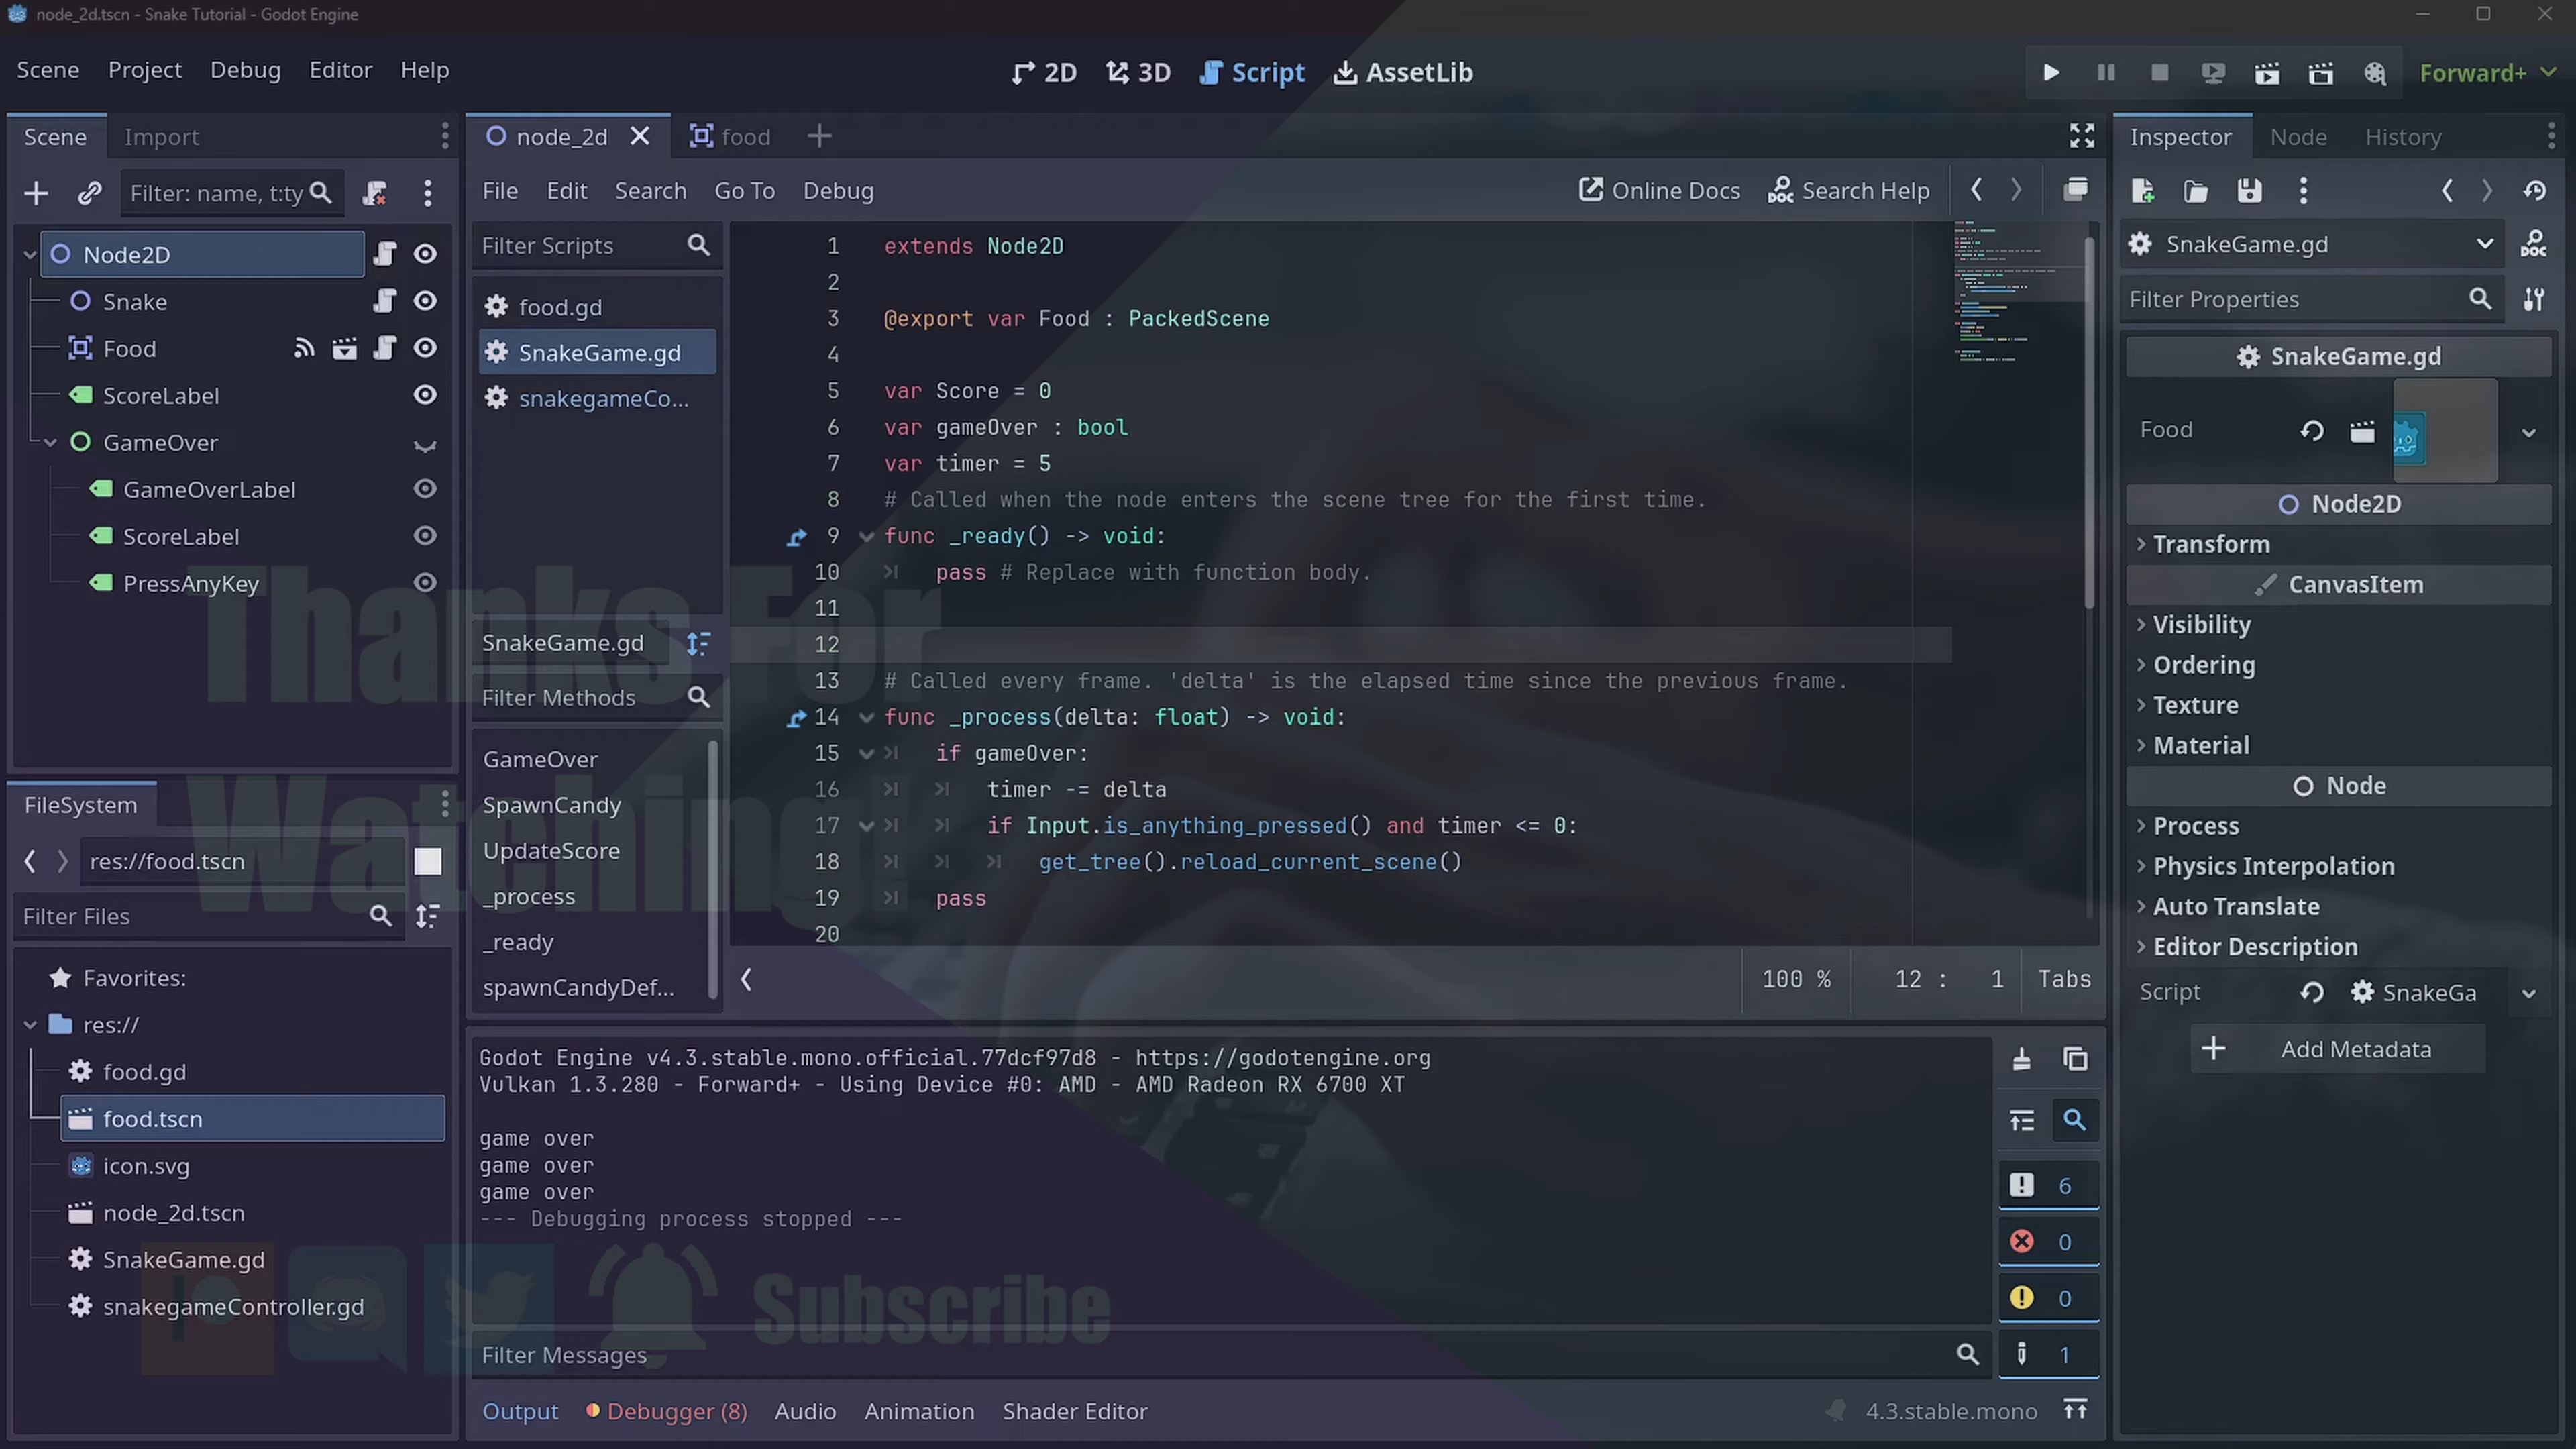 node_2d.tscn - Snake Tutorial - Godot Engine
Scene Project Debug Editor Help
2D 3D Script AssetLib
Forward+
Scene Import
Filter: name, t:ty
Node2D
Snake
Food
ScoreLabel
GameOver
GameOverLabel
ScoreLabel
PressAnyKey
FileSystem
res://food.tscn
Filter Files
Favorites:
res://
food.gd
food.tscn
icon.svg
node_2d.tscn
SnakeGame.gd
snakegameController.gd
node_2d food
File Edit Search Go To Debug
Online Docs Search Help
Filter Scripts
food.gd
SnakeGame.gd
snakegameCo...
SnakeGame.gd
Filter Methods
GameOver
SpawnCandy
UpdateScore
_process
_ready
spawnCandyDef...
1 extends Node2D
2
3 @export var Food : PackedScene
4
5 var Score = 0
6 var gameOver : bool
7 var timer = 5
8 # Called when the node enters the scene tree for the first time.
9 func _ready() -> void:
10 pass # Replace with function body.
11
12
13 # Called every frame. 'delta' is the elapsed time since the previous frame.
14 func _process(delta: float) -> void:
15 if gameOver:
16 timer -= delta
17 if Input.is_anything_pressed() and timer <= 0:
18 get_tree().reload_current_scene()
19 pass
20
100 % 12 : 1 Tabs
Godot Engine v4.3.stable.mono.official.77dcf97d8 - https://godotengine.org
Vulkan 1.3.280 - Forward+ - Using Device #0: AMD - AMD Radeon RX 6700 XT
game over
game over
game over
--- Debugging process stopped ---
6
0
0
1
Filter Messages
Output Debugger (8) Audio Animation Shader Editor
4.3.stable.mono
Inspector Node History
SnakeGame.gd
Filter Properties
SnakeGame.gd
Food
Node2D
Transform
CanvasItem
Visibility
Ordering
Texture
Material
Node
Process
Physics Interpolation
Auto Translate
Editor Description
Script SnakeGa
Add Metadata
Thanks For
Watching!
Subscribe